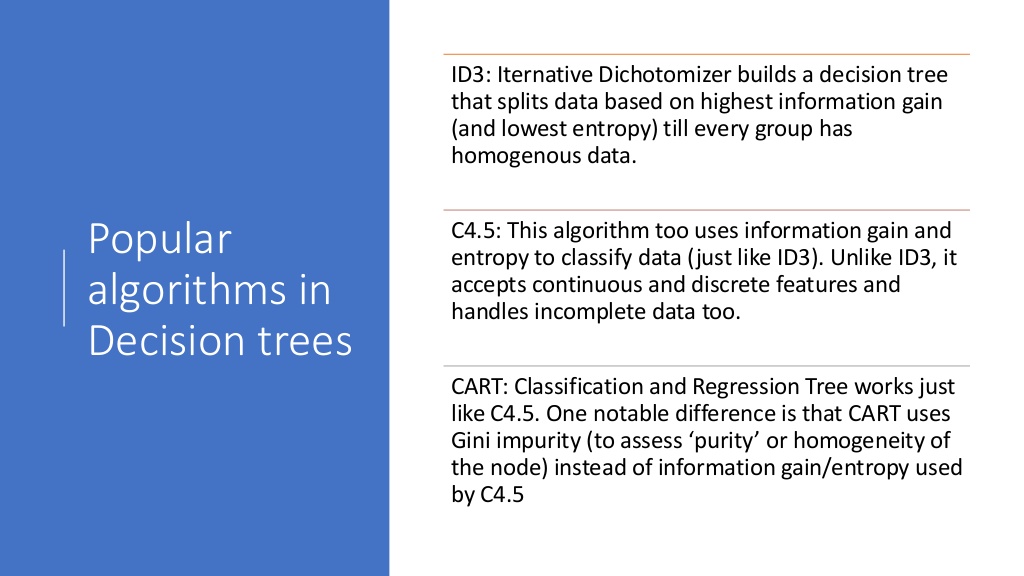 Popular
algorithms in
Decision trees
ID3: Iternative Dichotomizer builds a decision tree
that splits data based on highest information gain
(and lowest entropy) till every group has
homogenous data.
C4.5: This algorithm too uses information gain and
entropy to classify data (just like ID3). Unlike ID3, it
accepts continuous and discrete features and
handles incomplete data too.
CART: Classification and Regression Tree works just
like C4.5. One notable difference is that CART uses
Gini impurity (to assess ‘purity’ or homogeneity of
the node) instead of information gain/entropy used
by C4.5